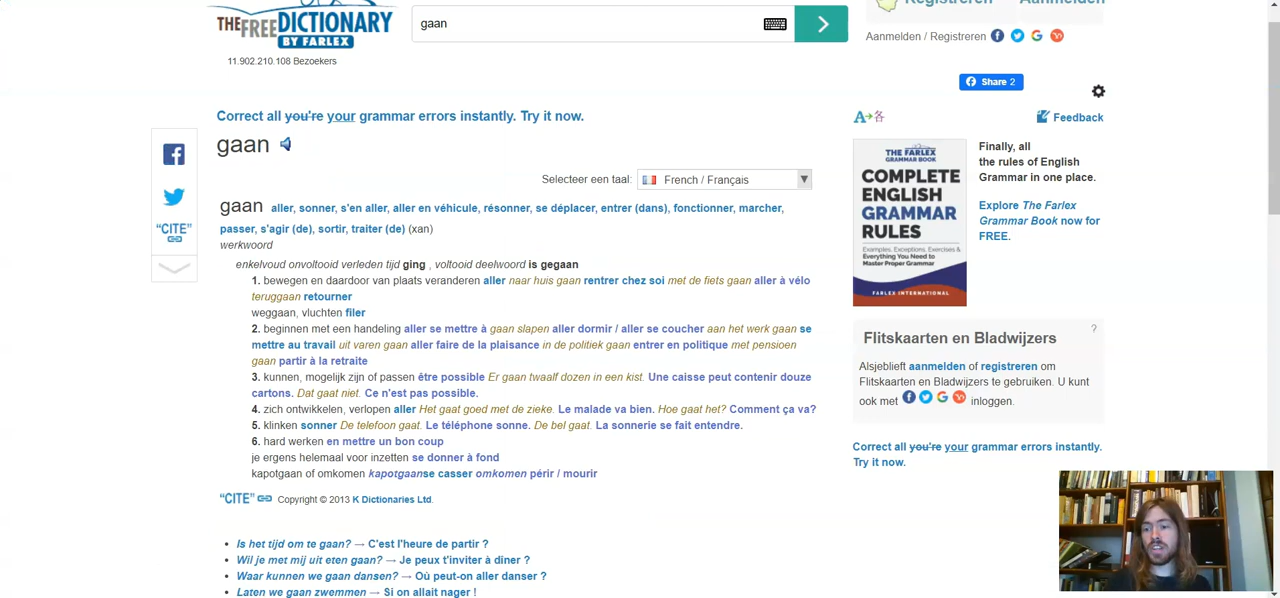 THE FREE DICTIONARY
BY FARLEX
gaan
Registreren Aanmelden
Aanmelden / Registreren
11.902.210.108 Bezoekers
Share 2
Correct all you're your grammar errors instantly. Try it now.
Feedback
gaan
Selecteer een taal: French / Français
gaan aller, sonner, s'en aller, aller en véhicule, résonner, se déplacer, entrer (dans), fonctionner, marcher,
passer, s'agir (de), sortir, traiter (de) (xan)
werkwoord
enkelvoud onvoltooid verleden tijd ging , voltooid deelwoord is gegaan
1. bewegen en daardoor van plaats veranderen aller naar huis gaan rentrer chez soi met de fiets gaan aller à vélo
teruggaan retourner
weggaan, vluchten filer
2. beginnen met een handeling aller se mettre à gaan slapen aller dormir / aller se coucher aan het werk gaan se
mettre au travail uit varen gaan aller faire de la plaisance in de politiek gaan entrer en politique met pensioen
gaan partir à la retraite
3. kunnen, mogelijk zijn of passen être possible Er gaan twaalf dozen in een kist. Une caisse peut contenir douze
cartons. Dat gaat niet. Ce n'est pas possible.
4. zich ontwikkelen, verlopen aller Het gaat goed met de zieke. Le malade va bien. Hoe gaat het? Comment ça va?
5. klinken sonner De telefoon gaat. Le téléphone sonne. De bel gaat. La sonnerie se fait entendre.
6. hard werken en mettre un bon coup
je ergens helemaal voor inzetten se donner à fond
kapotgaan of omkomen kapotgaanse casser omkomen périr / mourir
“CITE” Copyright © 2013 K Dictionaries Ltd.
Is het tijd om te gaan? → C'est l'heure de partir ?
Wil je met mij uit eten gaan? → Je peux t'inviter à diner ?
Waar kunnen we gaan dansen? → Où peut-on aller danser ?
Laten we gaan zwemmen → Si on allait nager !
“CITE”
THE FARLEX
GRAMMAR BOOK
COMPLETE
ENGLISH
GRAMMAR
RULES
Examples, Exceptions, Exercises &
Everything You Need to
Master Proper Grammar
FARLEX INTERNATIONAL
Finally, all
the rules of English
Grammar in one place.
Explore The Farlex
Grammar Book now for
FREE.
Flitskaarten en Bladwijzers ?
Alsjeblieft aanmelden of registreren om
Flitskaarten en Bladwijzers te gebruiken. U kunt
ook met inloggen.
Correct all you're your grammar errors instantly.
Try it now.